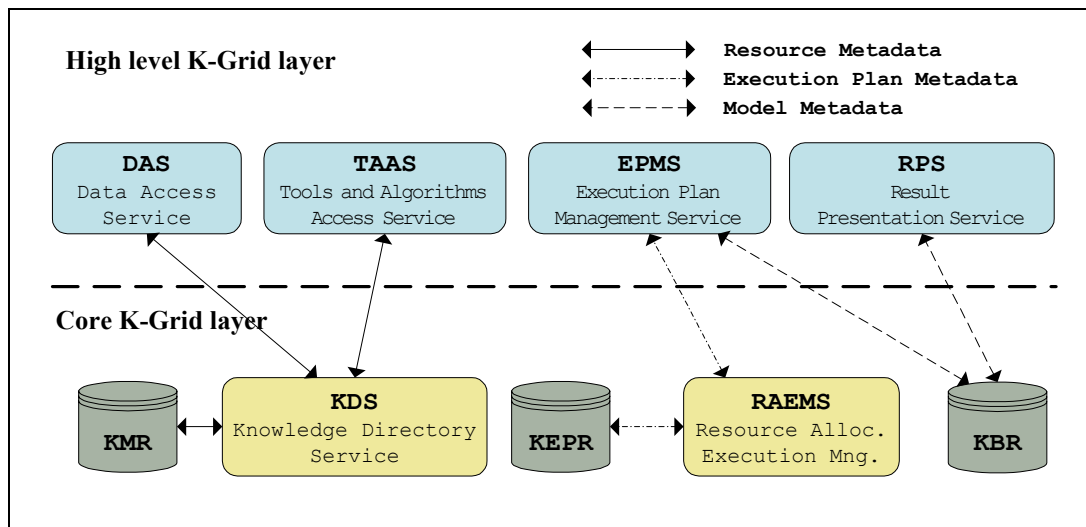 High level K-Grid layer
Resource Metadata
Execution Plan Metadata
Model Metadata
DAS
Data Access
Service
TAAS
Tools and Algorithms
Access Service
EPMS
Execution Plan
Management Service
RPS
Result
Presentation Service
Core K-Grid layer
KMR
KDS
Knowledge Directory
Service
KEPR
RAEMS
Resource Alloc.
Execution Mng.
KBR